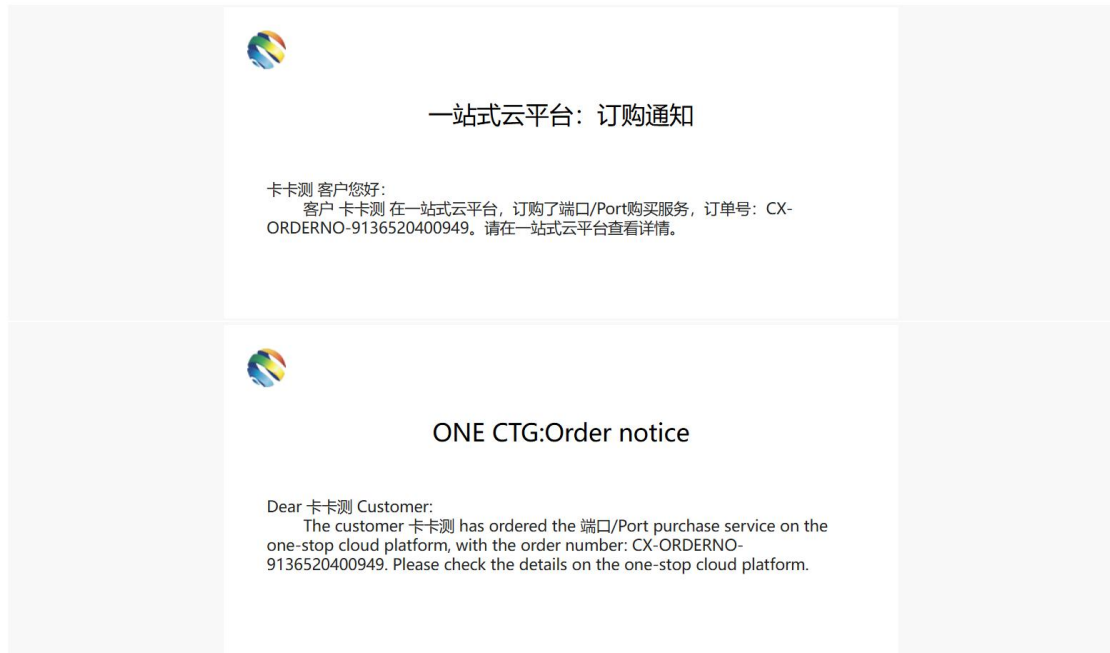 一站式云平台：订购通知
卡卡测 客户您好：
客户 卡卡测 在一站式云平台，订购了端口/Port购买服务，订单号：CX-
ORDERNO-9136520400949。请在一站式云平台查看详情。
ONE CTG:Order notice
Dear 卡卡测 Customer:
The customer 卡卡测 has ordered the 端口/Port purchase service on the
one-stop cloud platform, with the order number: CX-ORDERNO-
9136520400949. Please check the details on the one-stop cloud platform.